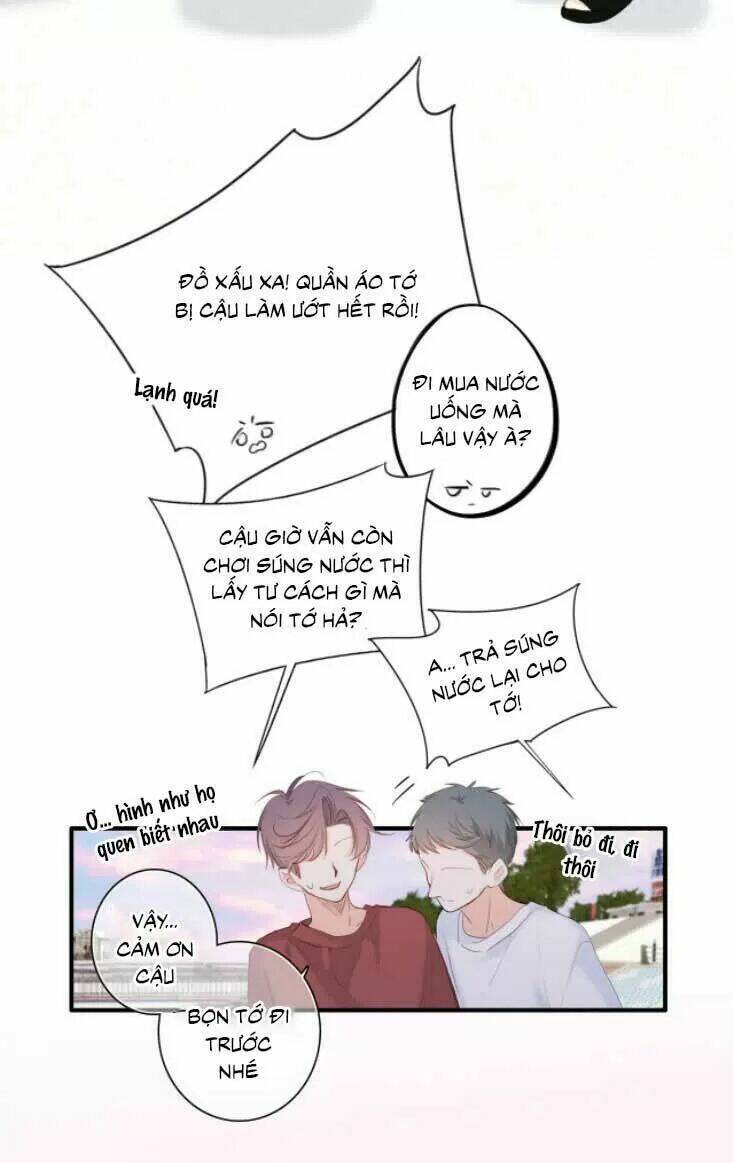 ĐỒ XẤU XA! QUẦN ÁO TỚ
BỊ CẬU LÀM ƯỚT HẾT RỒI!
Lạnh quá!
ĐI MUA NƯỚC
UỐNG MÀ
LÂU VẬY À?
CẬU GIỜ VẪN CÒN
CHƠI SÚNG NƯỚC THÌ
LẤY TƯ CÁCH GÌ MÀ
NÓI TỚ HẢ?
A... TRẢ SÚNG
NƯỚC LẠI CHO
TỚ!
Ơ... hình như họ
quen biết nhau
Thôi bỏ đi, đi
thôi
VẬY...
CẢM ƠN
CẬU
BỌN TỚ ĐI
TRƯỚC
NHÉ